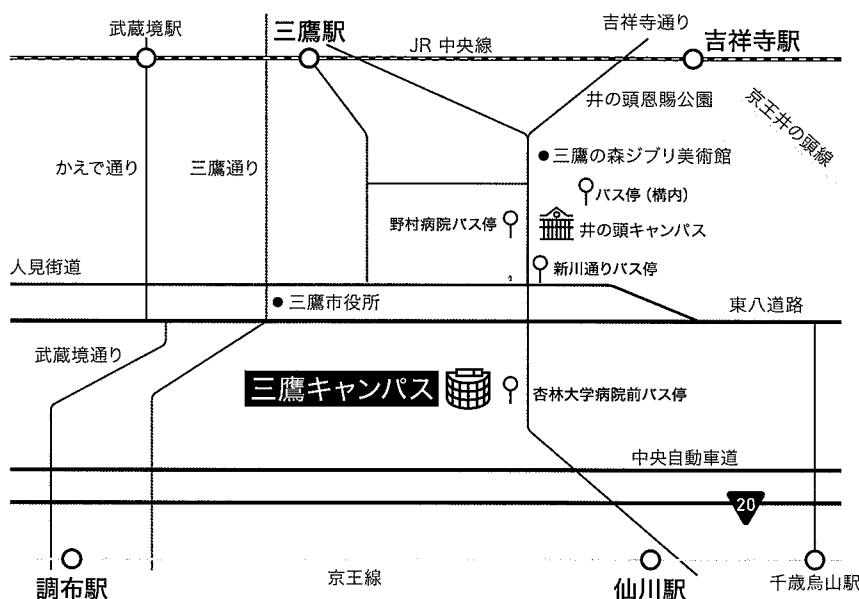 武蔵境駅
三鷹駅
JR 中央線
吉祥寺通り
吉祥寺駅
井の頭恩賜公園
京王井の頭線
三鷹の森ジブリ美術館
かえで通り
三鷹通り
バス停（構内）
野村病院バス停
井の頭キャンパス
人見街道
新川通りバス停
三鷹市役所
東八道路
武蔵境通り
三鷹キャンパス
杏林大学病院前バス停
中央自動車道
20
調布駅
京王線
仙川駅
千歳烏山駅